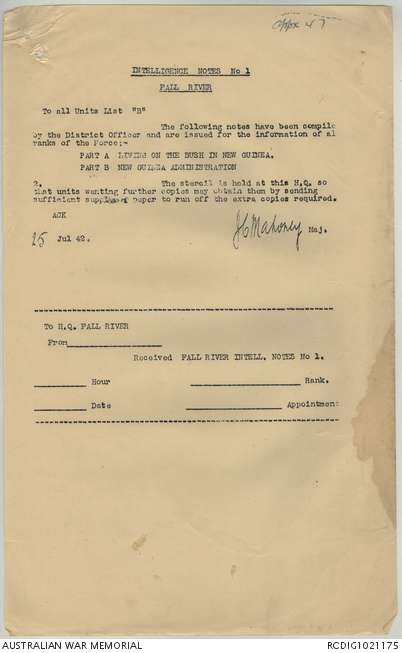 Appx 47
INTELLIGENCE NOTES No 1
FALL RIVER
To all Units List "B"
The following notes have been compile
by the District Officer and are issued for the information of al
ranks of the Force:-
PART A LIVING ON THE BUSH IN NEW GUINEA.
PART B NEW GUINEA ADMINISTRATION
2. The stencil is held at this H.Q. so
that units wanting further copies may obtain them by sending
sufficient supplies of paper to run off the extra copies required.
ACK
25 Jul 42. JC Mahoney Maj.
To H.Q. FALL RIVER
From
Received FALL RIVER INTELL. NOTES No 1.
Hour Rank.
Date Appointment
AUSTRALIAN WAR MEMORIAL RCDIG1021175